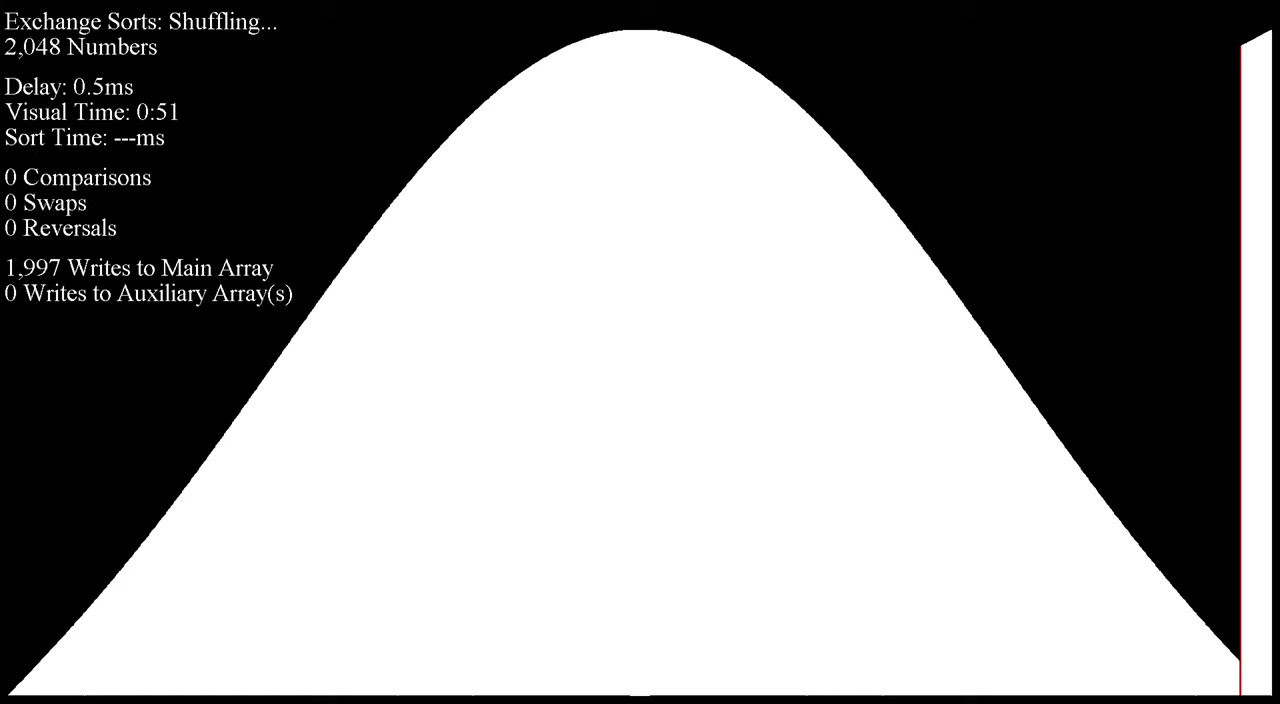 Exchange Sorts: Shuffling...
2,048 Numbers
Delay: 0.5ms
Visual Time: 0:51
Sort Time: ---ms
0 Comparisons
0 Swaps
0 Reversals
1,997 Writes to Main Array
0 Writes to Auxiliary Array(s)